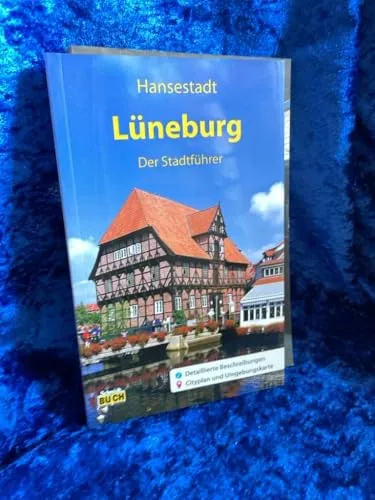 Hansestadt
Lüneburg
Der Stadtführer
Detaillierte Beschreibungen
Cityplan und Umgebungskarte
BUCH